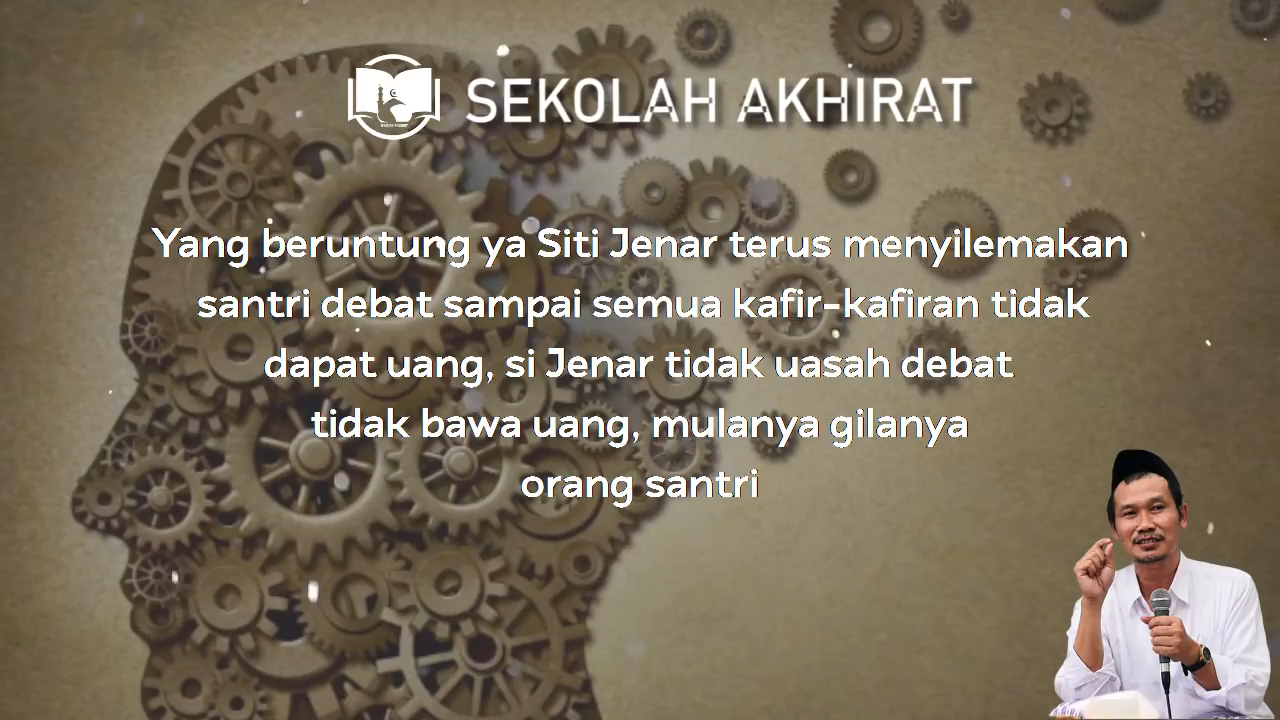 SEKOLAH AKHIRAT
Yang beruntung ya Siti Jenar terus menyilemakan
santri debat sampai semua kafir-kafiran tidak
dapat uang, si Jenar tidak uasah debat
tidak bawa uang, mulanya gilanya
orang santri